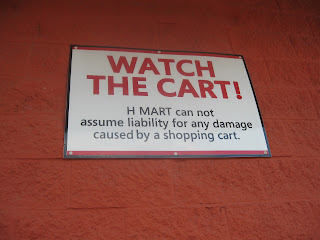 WATCH
THE CART!
H MART can not
assume liability for any damage
caused by a shopping cart.